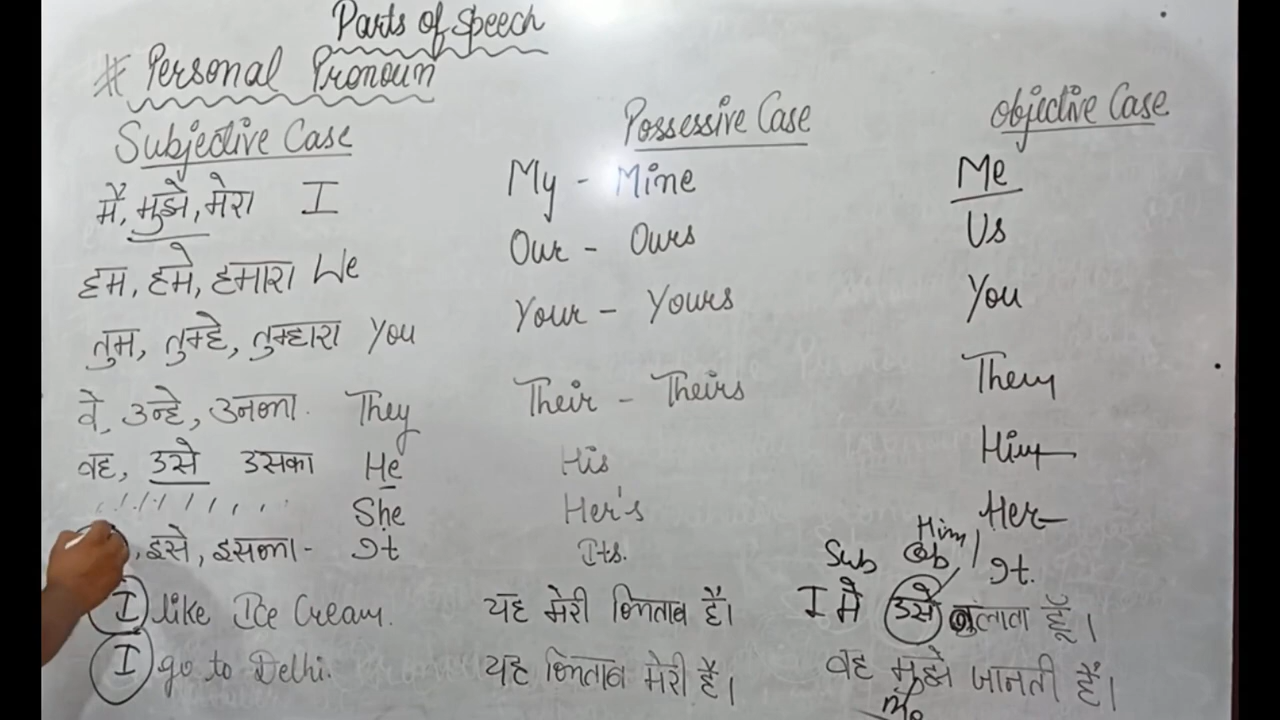 Parts of Speech
# Personal Pronoun
Subjective Case Possessive Case Objective Case
मैं, मुझे, मेरा I My - Mine Me
हम, हमे, हमारा We Our - Ours Us
तुम, तुम्हे, तुम्हारा You Your - Yours You
वे, उन्हे, उनका. They Their - Theirs Them
वह, उसे उसका He His Him
She Her's Her
, इसे, इसका - It Its. It.
Sub Ob Him
I like Ice Cream. यह मेरी किताब है। I मै उसे बुलाता हूँ।
I go to Delhi. यह किताब मेरी है। वह मुझे जानती है।
Me